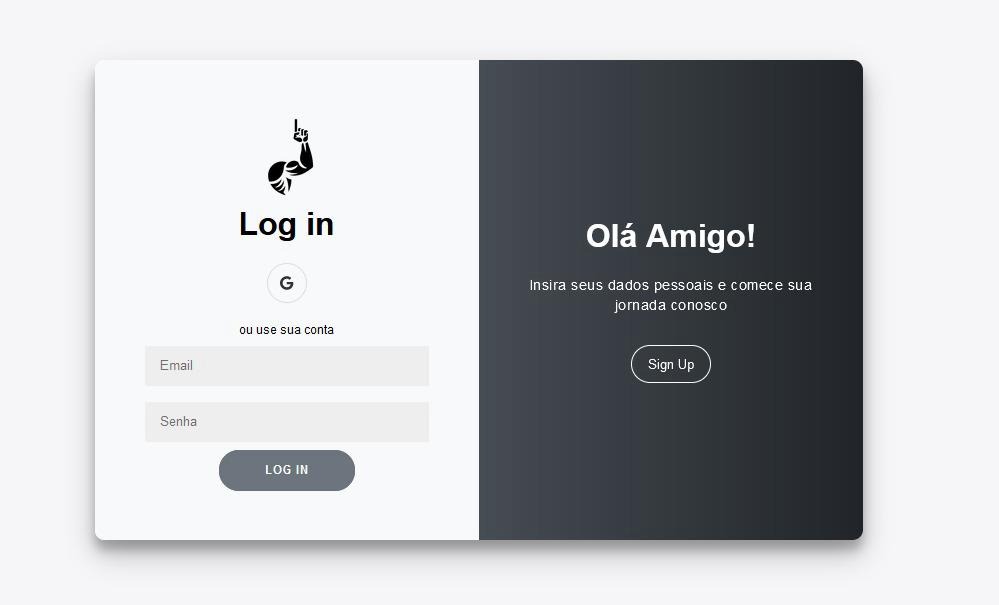 Log in
G
ou use sua conta
Email
Senha
LOG IN
Olá Amigo!
Insira seus dados pessoais e comece sua
jornada conosco
Sign Up